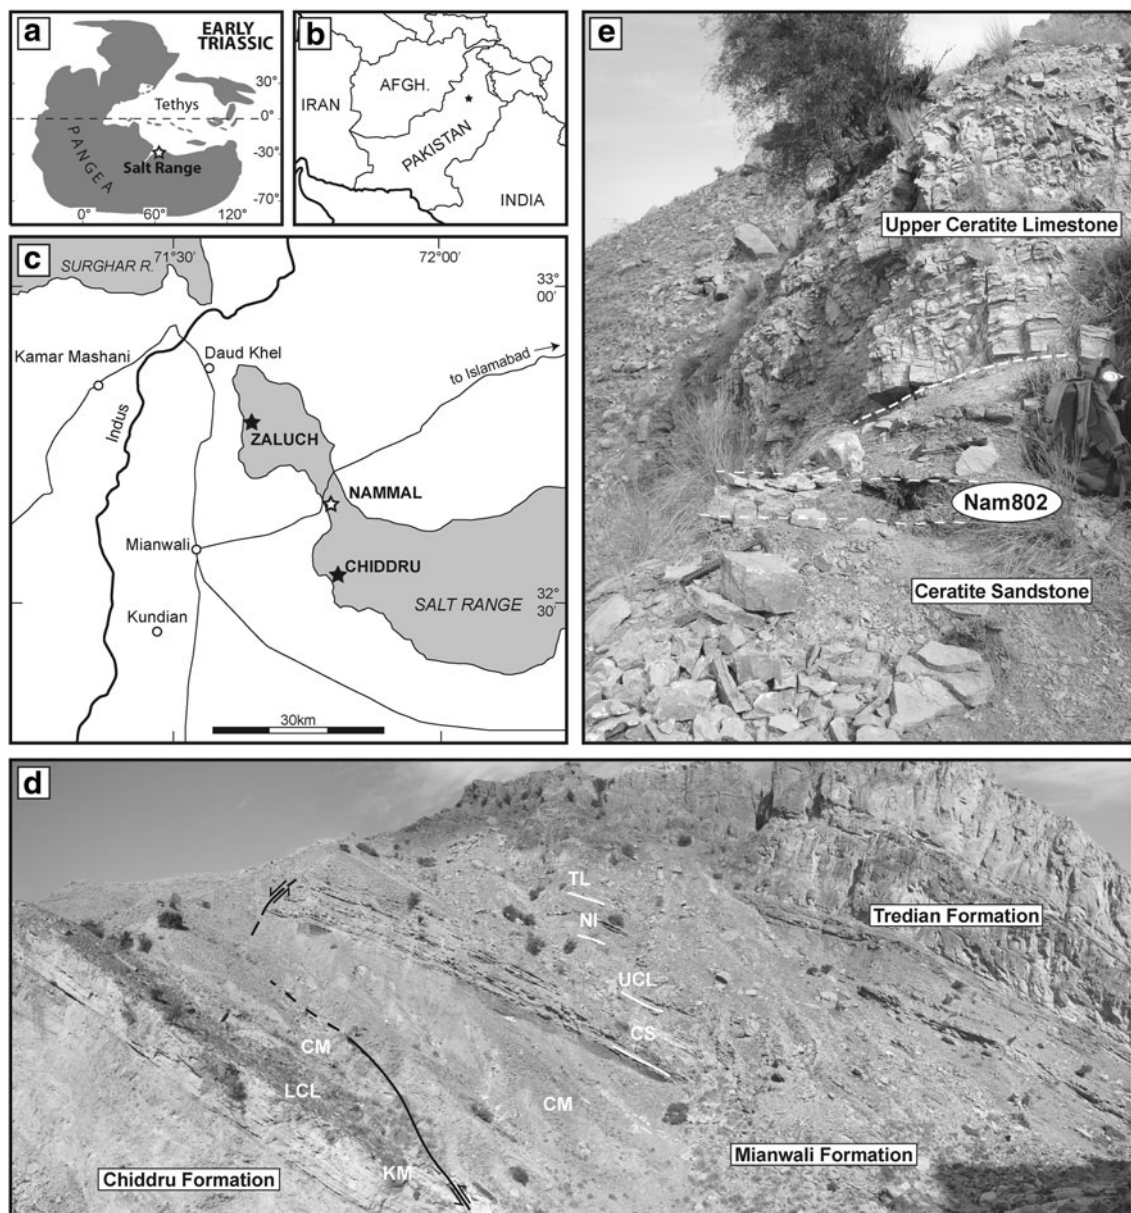 a
EARLY
TRIASSIC
30°
Tethys
0°
PANGEA
-30°
Salt Range
-70°
0°
60°
120°
b
AFGH.
IRAN
PAKISTAN
INDIA
c
SURGHAR R.
71°30'
72°00'
33°
00'
Kamar Mashani
Daud Khel
to Islamabad
Indus
ZALUCH
NAMMAL
Mianwali
CHIDDRU
32°
30'
Kundian
SALT RANGE
30km
e
Upper Ceratite Limestone
Nam802
Ceratite Sandstone
d
TL
NI
Tredian Formation
UCL
CS
CM
LCL
CM
KM
Mianwali Formation
Chiddru Formation